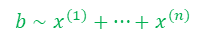 b ∼ x⁽¹⁾ + ⋯ + x⁽ⁿ⁾